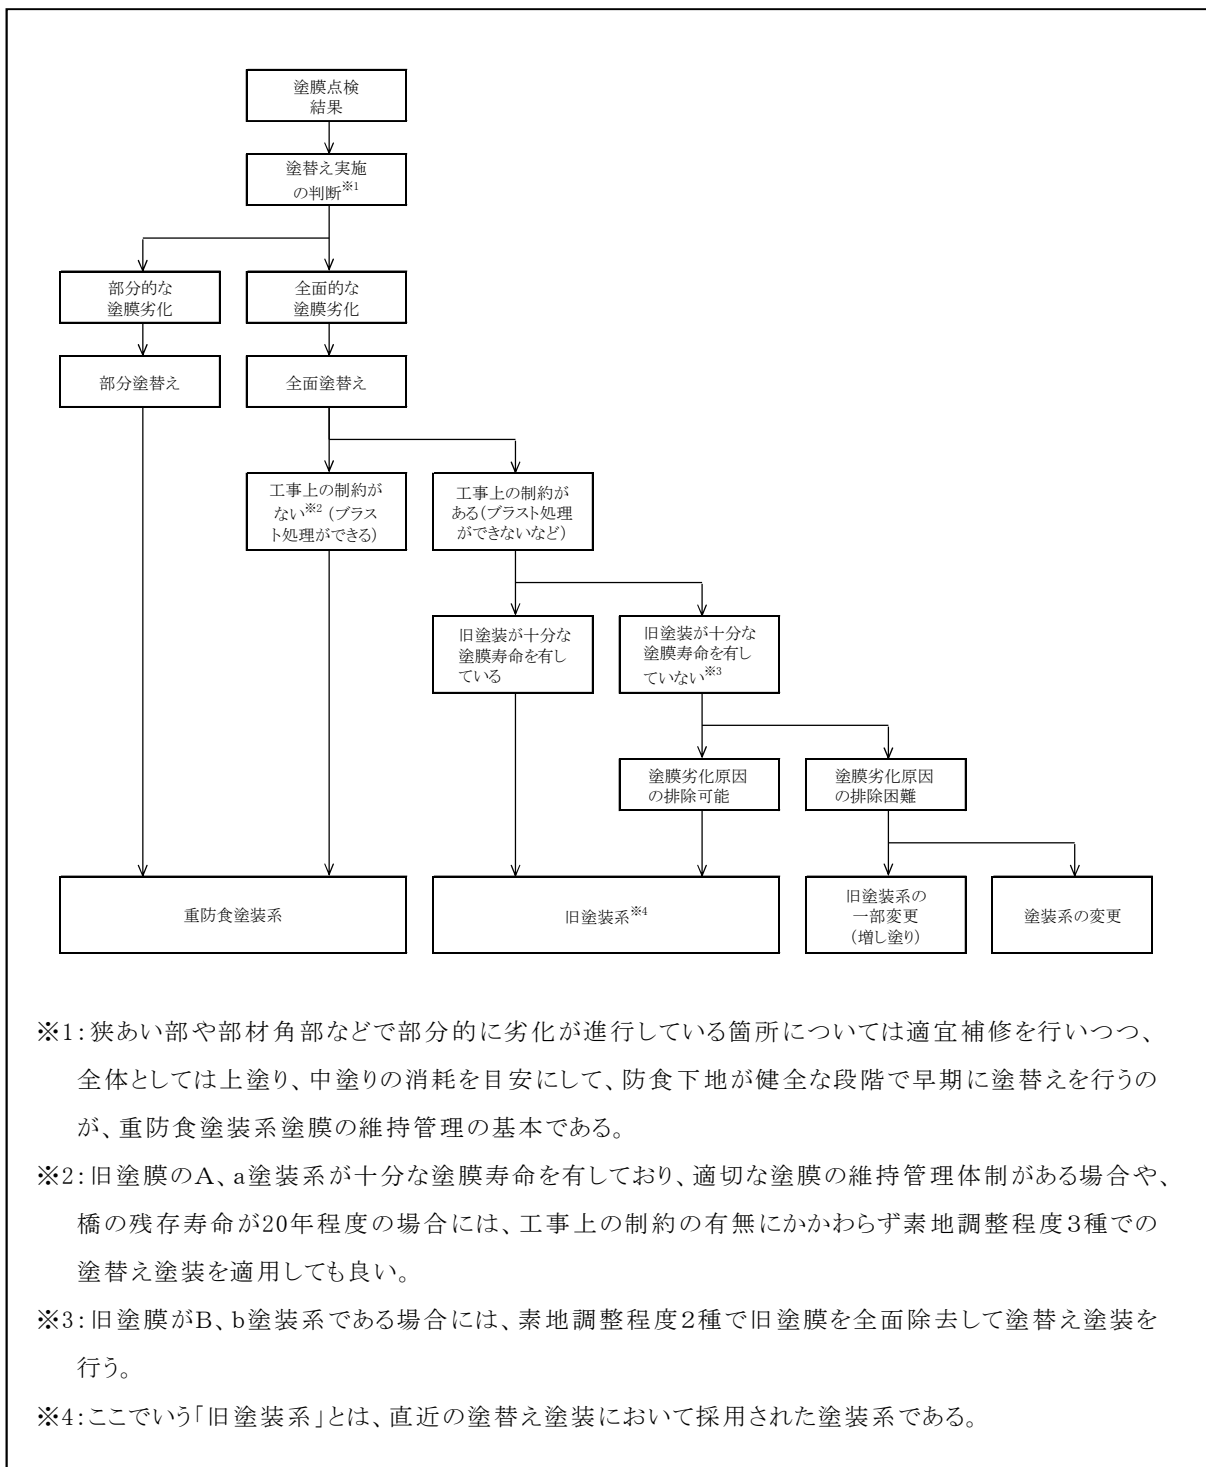 塗膜点検
結果
塗替え実施
の判断※1
部分的な
塗膜劣化
全面的な
塗膜劣化
部分塗替え
全面塗替え
工事上の制約が
ない※2 (ブラス
ト処理ができる)
工事上の制約が
ある(ブラスト処理
ができないなど)
旧塗装が十分な
塗膜寿命を有し
ている
旧塗装が十分な
塗膜寿命を有し
ていない※3
塗膜劣化原因
の排除可能
塗膜劣化原因
の排除困難
重防食塗装系
旧塗装系※4
旧塗装系の
一部変更
(増し塗り)
塗装系の変更
※1:狭あい部や部材角部などで部分的に劣化が進行している箇所については適宜補修を行いつつ、
全体としては上塗り、中塗りの消耗を目安にして、防食下地が健全な段階で早期に塗替えを行うの
が、重防食塗装系塗膜の維持管理の基本である。
※2:旧塗膜のA、a塗装系が十分な塗膜寿命を有しており、適切な塗膜の維持管理体制がある場合や、
橋の残存寿命が20年程度の場合には、工事上の制約の有無にかかわらず素地調整程度3種での
塗替え塗装を適用しても良い。
※3:旧塗膜がB、b塗装系である場合には、素地調整程度2種で旧塗膜を全面除去して塗替え塗装を
行う。
※4:ここでいう「旧塗装系」とは、直近の塗替え塗装において採用された塗装系である。